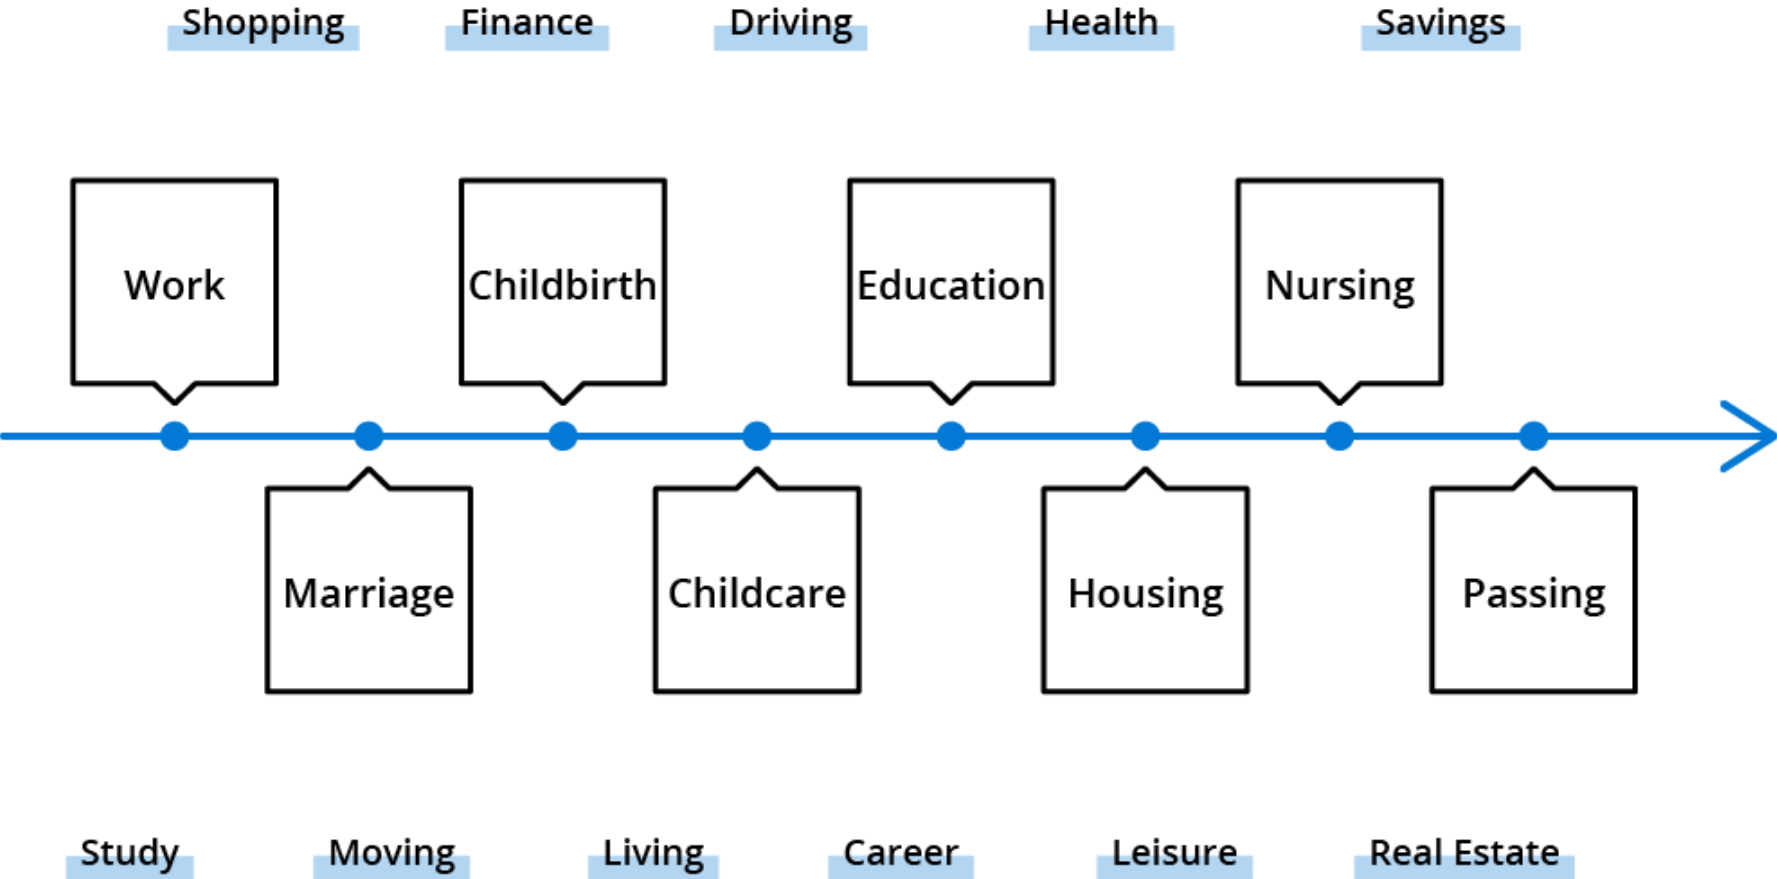 Shopping
Finance
Driving
Health
Savings
Work
Childbirth
Education
Nursing
Marriage
Childcare
Housing
Passing
Study
Moving
Living
Career
Leisure
Real Estate